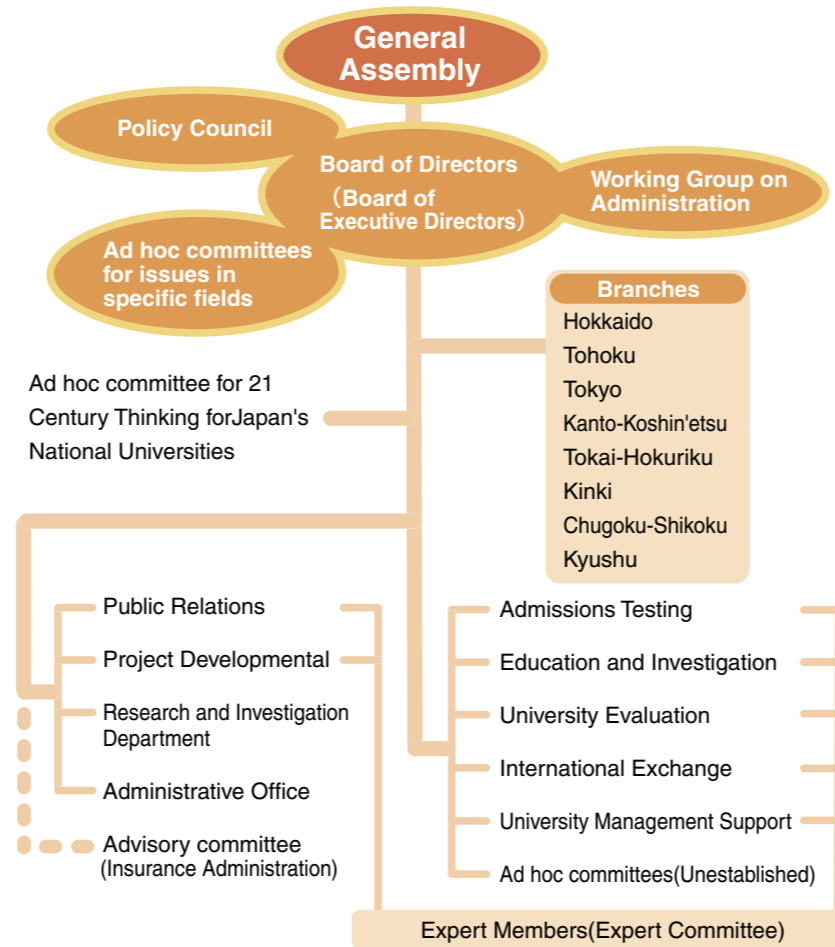 General
Assembly
Policy Council
Board of Directors
（Board of
Executive Directors）
Working Group on
Administration
Ad hoc committees
for issues in
specific fields
Branches
Hokkaido
Tohoku
Tokyo
Kanto-Koshin'etsu
Tokai-Hokuriku
Kinki
Chugoku-Shikoku
Kyushu
Ad hoc committee for 21
Century Thinking forJapan's
National Universities
Public Relations
Project Developmental
Research and Investigation
Department
Administrative Office
Advisory committee
(Insurance Administration)
Admissions Testing
Education and Investigation
University Evaluation
International Exchange
University Management Support
Ad hoc committees(Unestablished)
Expert Members(Expert Committee)